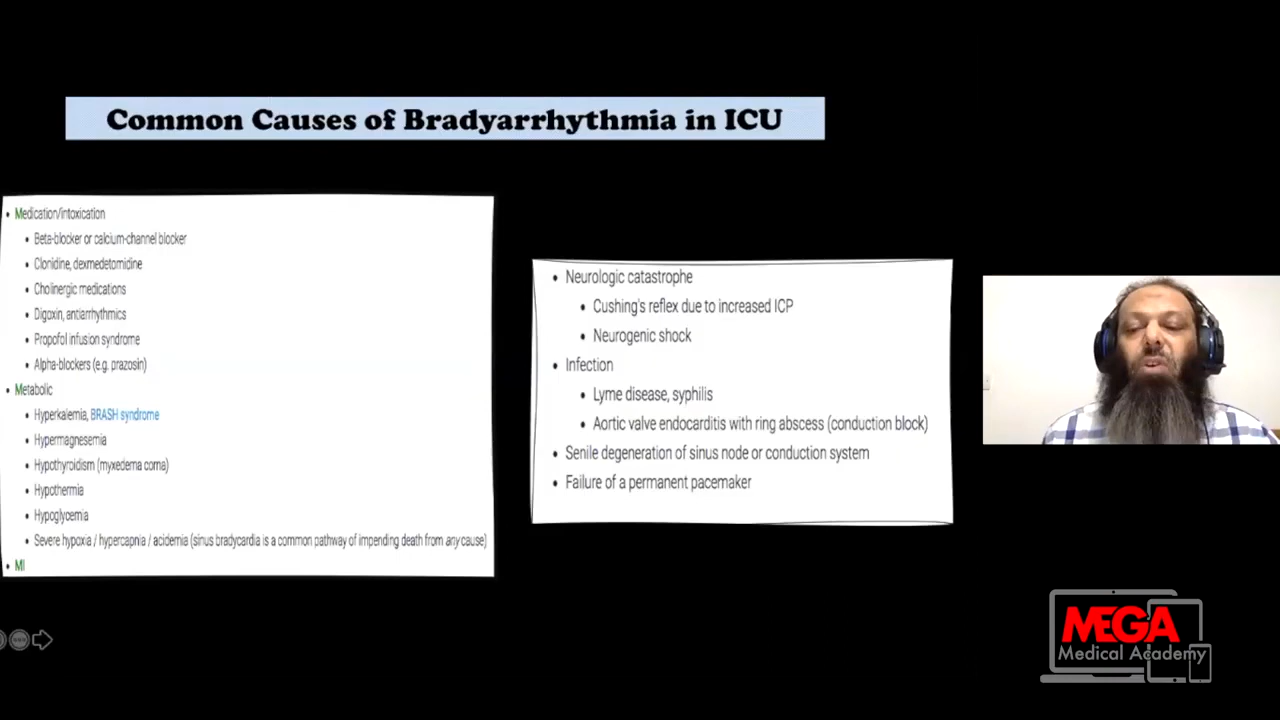 Common Causes of Bradyarrhythmia in ICU
Medication/intoxication
Beta-blocker or calcium-channel blocker
Clonidine, dexmedetomidine
Cholinergic medications
Digoxin, antiarrhythmics
Propofol infusion syndrome
Alpha-blockers (e.g. prazosin)
Metabolic
Hyperkalemia, BRASH syndrome
Hypermagnesemia
Hypothyroidism (myxedema coma)
Hypothermia
Hypoglycemia
Severe hypoxia / hypercapnia / acidemia (sinus bradycardia is a common pathway of impending death from any cause)
MI
Neurologic catastrophe
Cushing's reflex due to increased ICP
Neurogenic shock
Infection
Lyme disease, syphilis
Aortic valve endocarditis with ring abscess (conduction block)
Senile degeneration of sinus node or conduction system
Failure of a permanent pacemaker
MEGA
Medical Academy